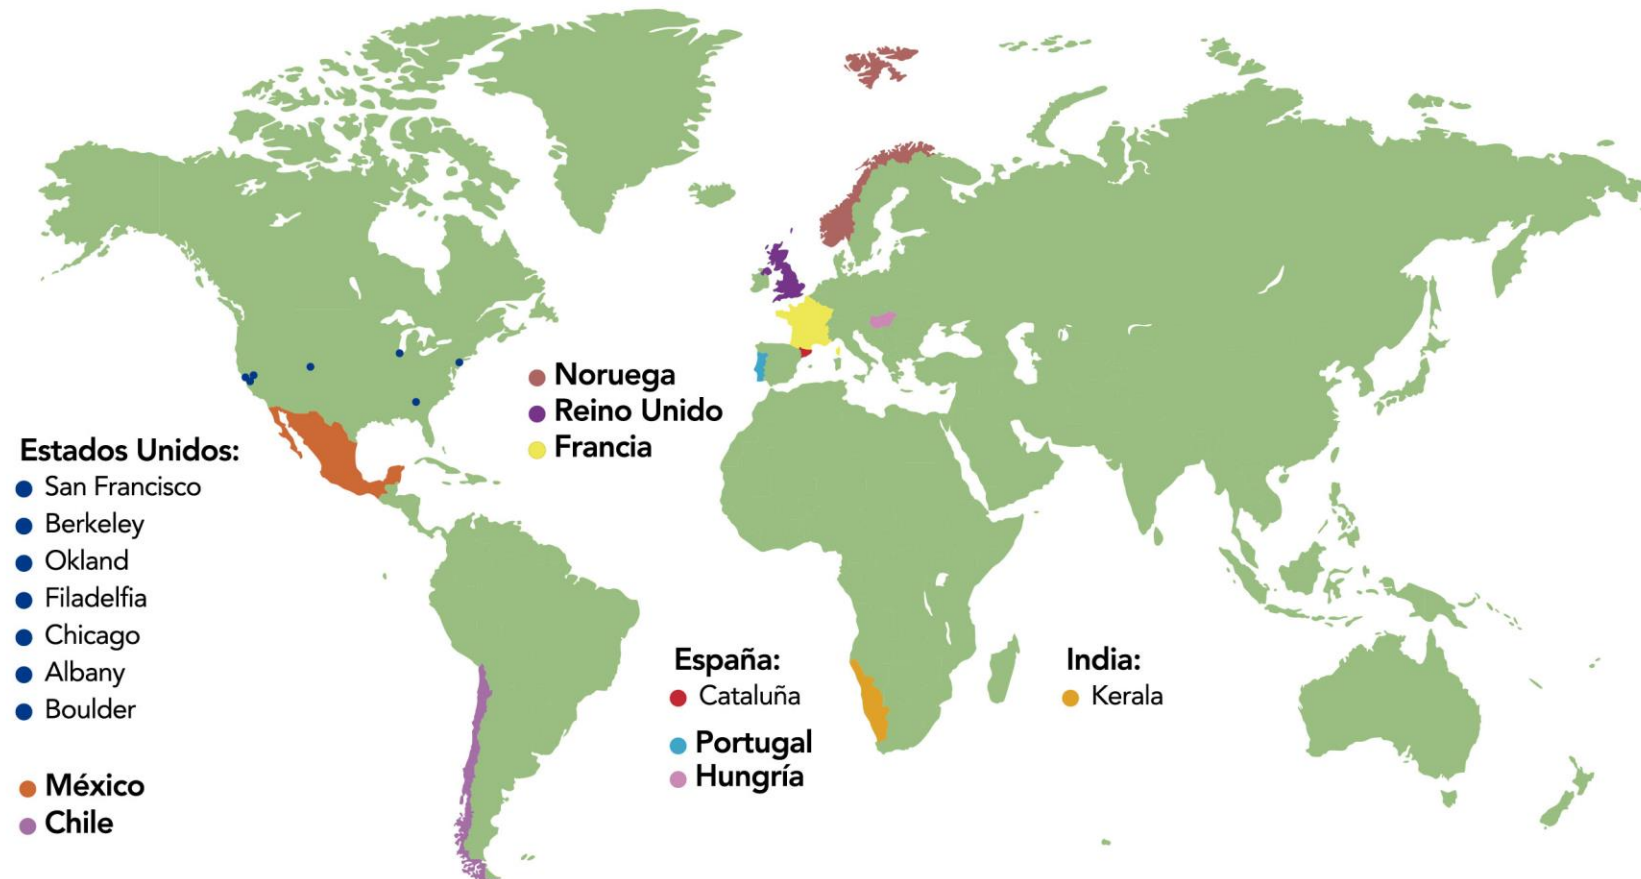 Noruega
Reino Unido
Francia
Estados Unidos:
San Francisco
Berkeley
Okland
Filadelfia
Chicago
Albany
Boulder
México
Chile
España:
Cataluña
Portugal
Hungría
India:
Kerala